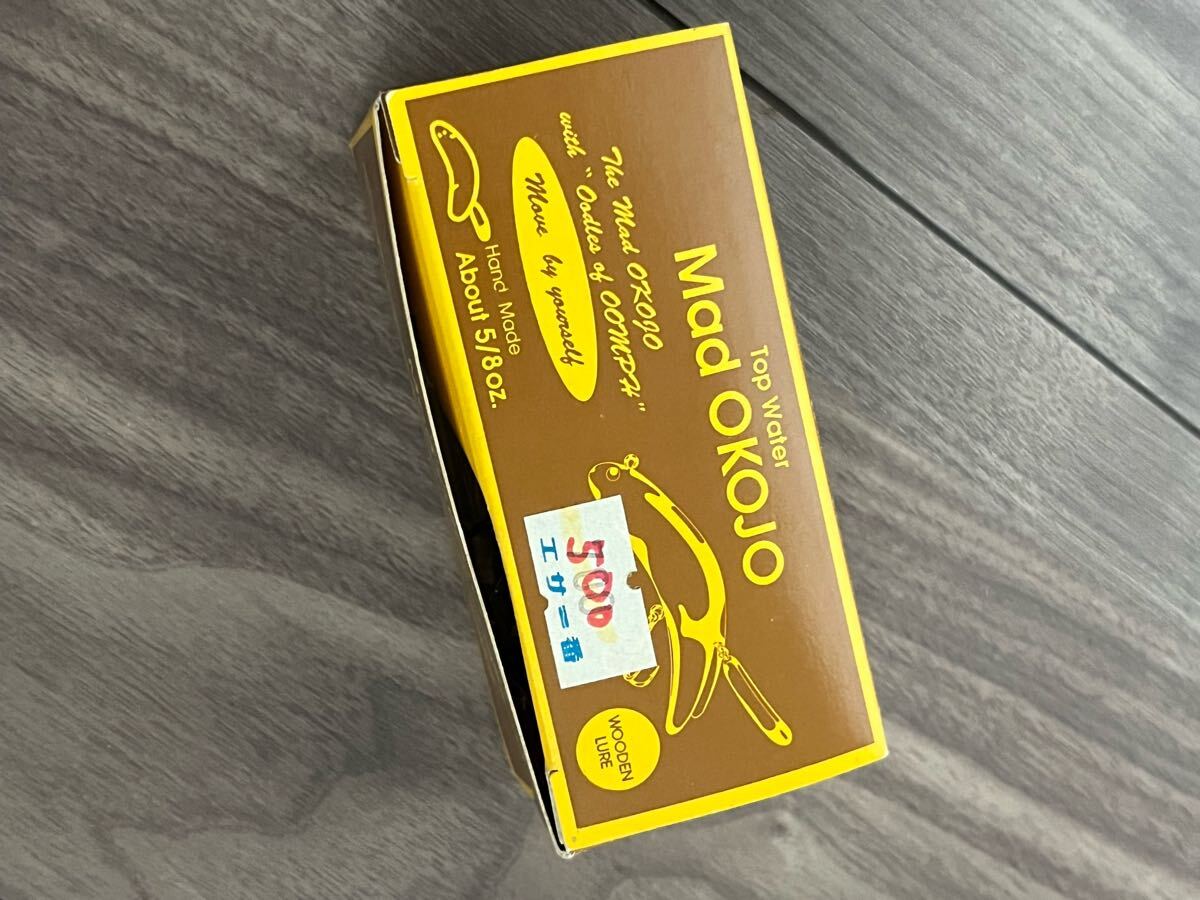 Top Water
Mad OKOJO
The Mad OKOJO
with "Oodles of OOMPH"
Move by yourself
Hand Made
About 5/8oz.
500
エサ一番
WOODEN
LURE